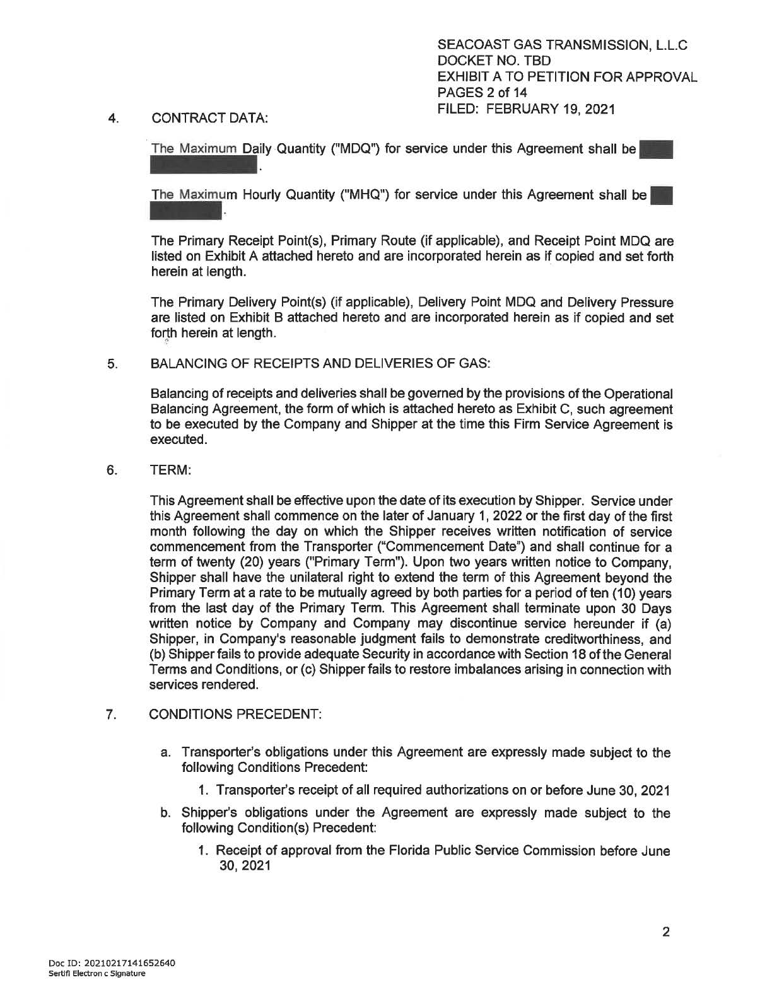 SEACOAST GAS TRANSMISSION, L.L.C
DOCKET NO. TBD
EXHIBIT A TO PETITION FOR APPROVAL
PAGES 2 of 14
FILED: FEBRUARY 19, 2021
4. CONTRACT DATA:
The Maximum Daily Quantity ("MDQ") for service under this Agreement shall be
.
The Maximum Hourly Quantity ("MHQ") for service under this Agreement shall be
.
The Primary Receipt Point(s), Primary Route (if applicable), and Receipt Point MDQ are
listed on Exhibit A attached hereto and are incorporated herein as if copied and set forth
herein at length.
The Primary Delivery Point(s) (if applicable), Delivery Point MDQ and Delivery Pressure
are listed on Exhibit B attached hereto and are incorporated herein as if copied and set
forth herein at length.
5. BALANCING OF RECEIPTS AND DELIVERIES OF GAS:
Balancing of receipts and deliveries shall be governed by the provisions of the Operational
Balancing Agreement, the form of which is attached hereto as Exhibit C, such agreement
to be executed by the Company and Shipper at the time this Firm Service Agreement is
executed.
6. TERM:
This Agreement shall be effective upon the date of its execution by Shipper. Service under
this Agreement shall commence on the later of January 1, 2022 or the first day of the first
month following the day on which the Shipper receives written notification of service
commencement from the Transporter ("Commencement Date") and shall continue for a
term of twenty (20) years ("Primary Term"). Upon two years written notice to Company,
Shipper shall have the unilateral right to extend the term of this Agreement beyond the
Primary Term at a rate to be mutually agreed by both parties for a period of ten (10) years
from the last day of the Primary Term. This Agreement shall terminate upon 30 Days
written notice by Company and Company may discontinue service hereunder if (a)
Shipper, in Company's reasonable judgment fails to demonstrate creditworthiness, and
(b) Shipper fails to provide adequate Security in accordance with Section 18 of the General
Terms and Conditions, or (c) Shipper fails to restore imbalances arising in connection with
services rendered.
7. CONDITIONS PRECEDENT:
a. Transporter's obligations under this Agreement are expressly made subject to the
following Conditions Precedent:
1. Transporter's receipt of all required authorizations on or before June 30, 2021
b. Shipper's obligations under the Agreement are expressly made subject to the
following Condition(s) Precedent:
1. Receipt of approval from the Florida Public Service Commission before June
30, 2021
2
Doc ID: 20210217141652640
Sertifi Electron c Signature